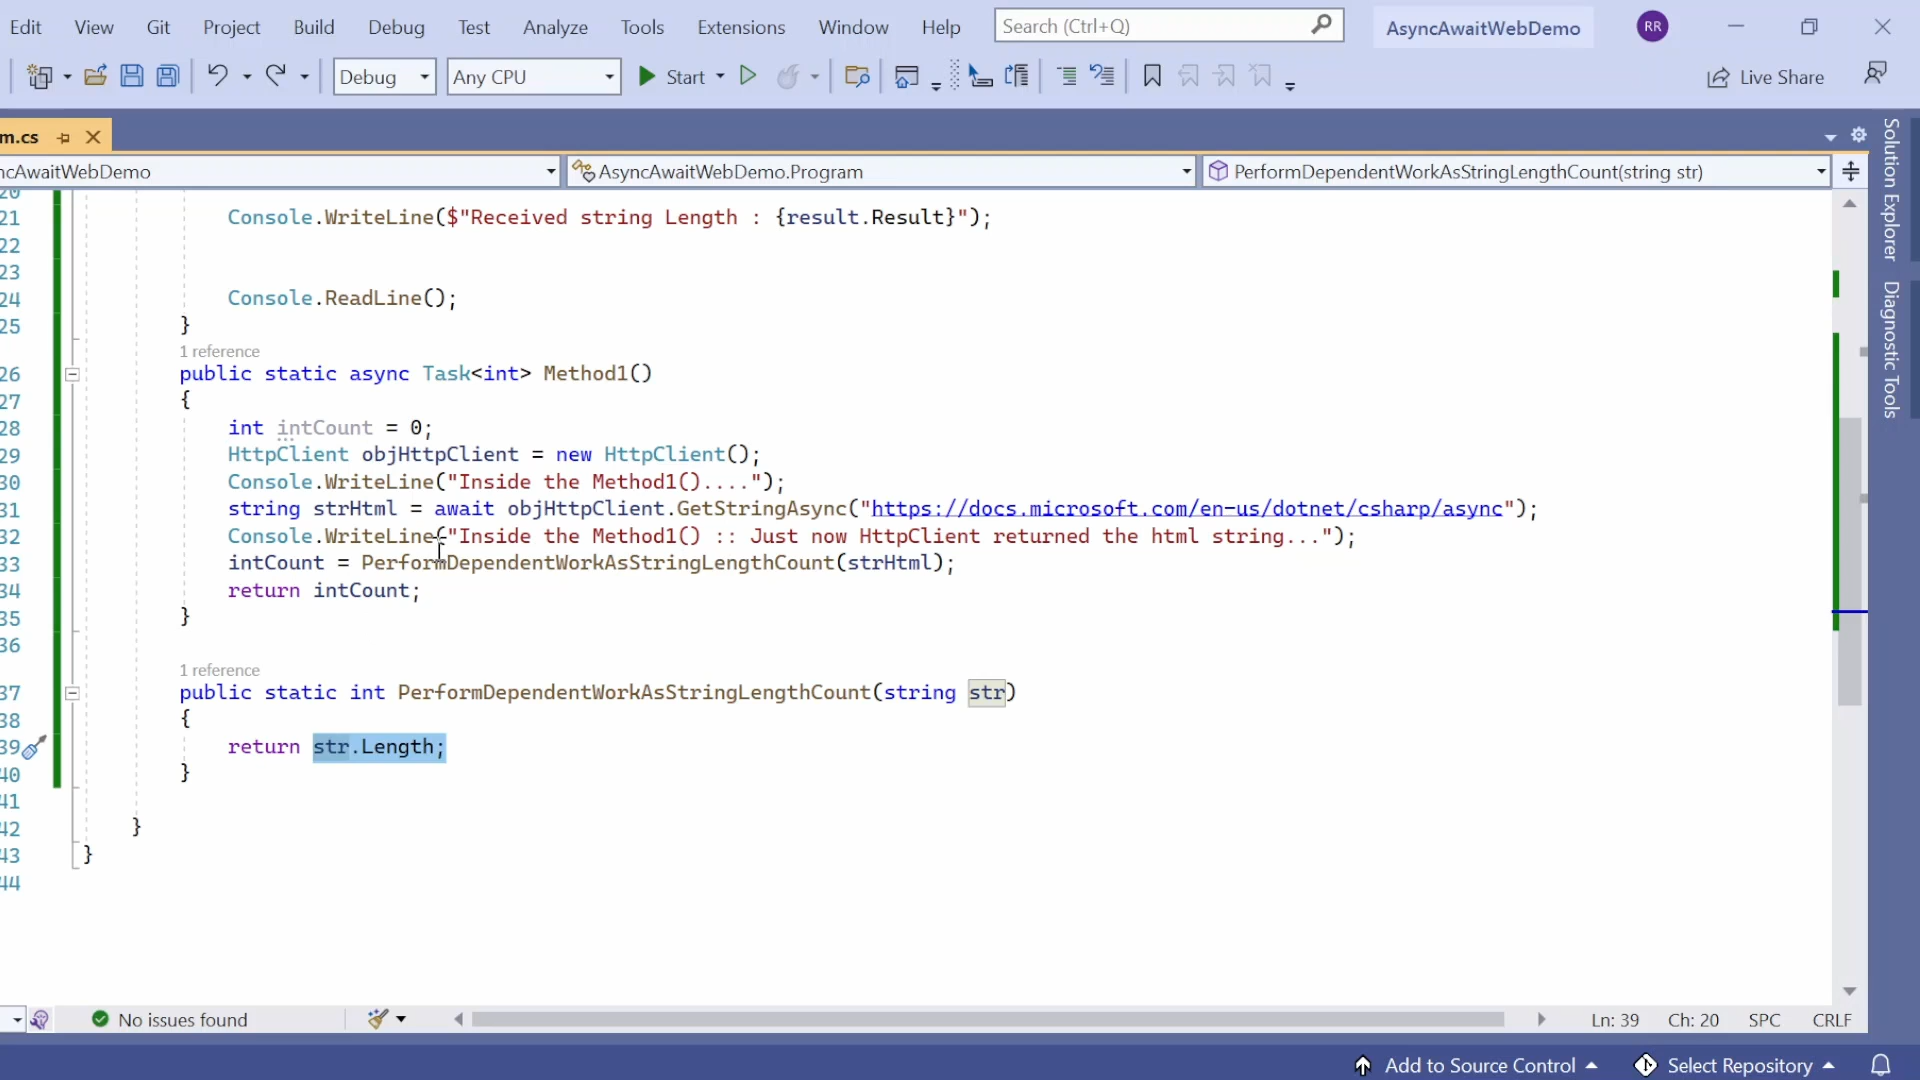 Edit View Git Project Build Debug Test Analyze Tools Extensions Window Help Search (Ctrl+Q) AsyncAwaitWebDemo RR
Debug Any CPU Start Live Share
m.cs
ncAwaitWebDemo AsyncAwaitWebDemo.Program PerformDependentWorkAsStringLengthCount(string str)
Solution Explorer
Diagnostic Tools
20
21 Console.WriteLine($"Received string Length : {result.Result}");
22
23
24 Console.ReadLine();
25 }
1 reference
26 public static async Task<int> Method1()
27 {
28 int intCount = 0;
29 HttpClient objHttpClient = new HttpClient();
30 Console.WriteLine("Inside the Method1()....");
31 string strHtml = await objHttpClient.GetStringAsync("https://docs.microsoft.com/en-us/dotnet/csharp/async");
32 Console.WriteLine("Inside the Method1() :: Just now HttpClient returned the html string...");
33 intCount = PerformDependentWorkAsStringLengthCount(strHtml);
34 return intCount;
35 }
36
1 reference
37 public static int PerformDependentWorkAsStringLengthCount(string str)
38 {
39 return str.Length;
40 }
41
42 }
43 }
44
No issues found Ln: 39 Ch: 20 SPC CRLF
Add to Source Control Select Repository